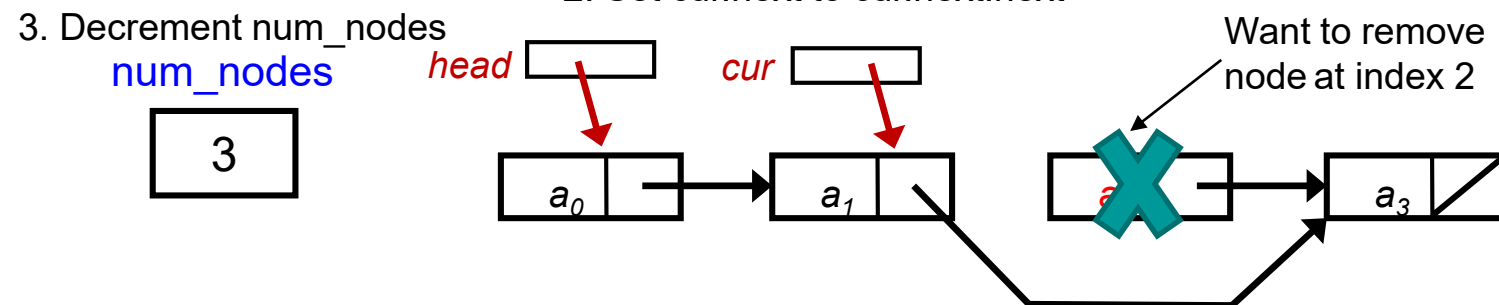 3. Decrement num_nodes
num_nodes
3
head
cur
Want to remove
node at index 2
a0
a1
a3